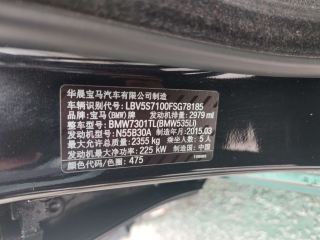 华晨宝马汽车有限公司制造
车辆识别代号: LBV5S7100FSG78185
品牌: 宝马(BMW)牌 发动机排量: 2979 ml
整车型号: BMW7301TL(BMW535Li)
发动机型号: N55B30A 制造年月: 2015.03
最大允许总质量: 2355 kg 乘坐人数: 5 人
发动机最大净功率: 225 kW 制造国: 中国
颜色代号/色圈: 475